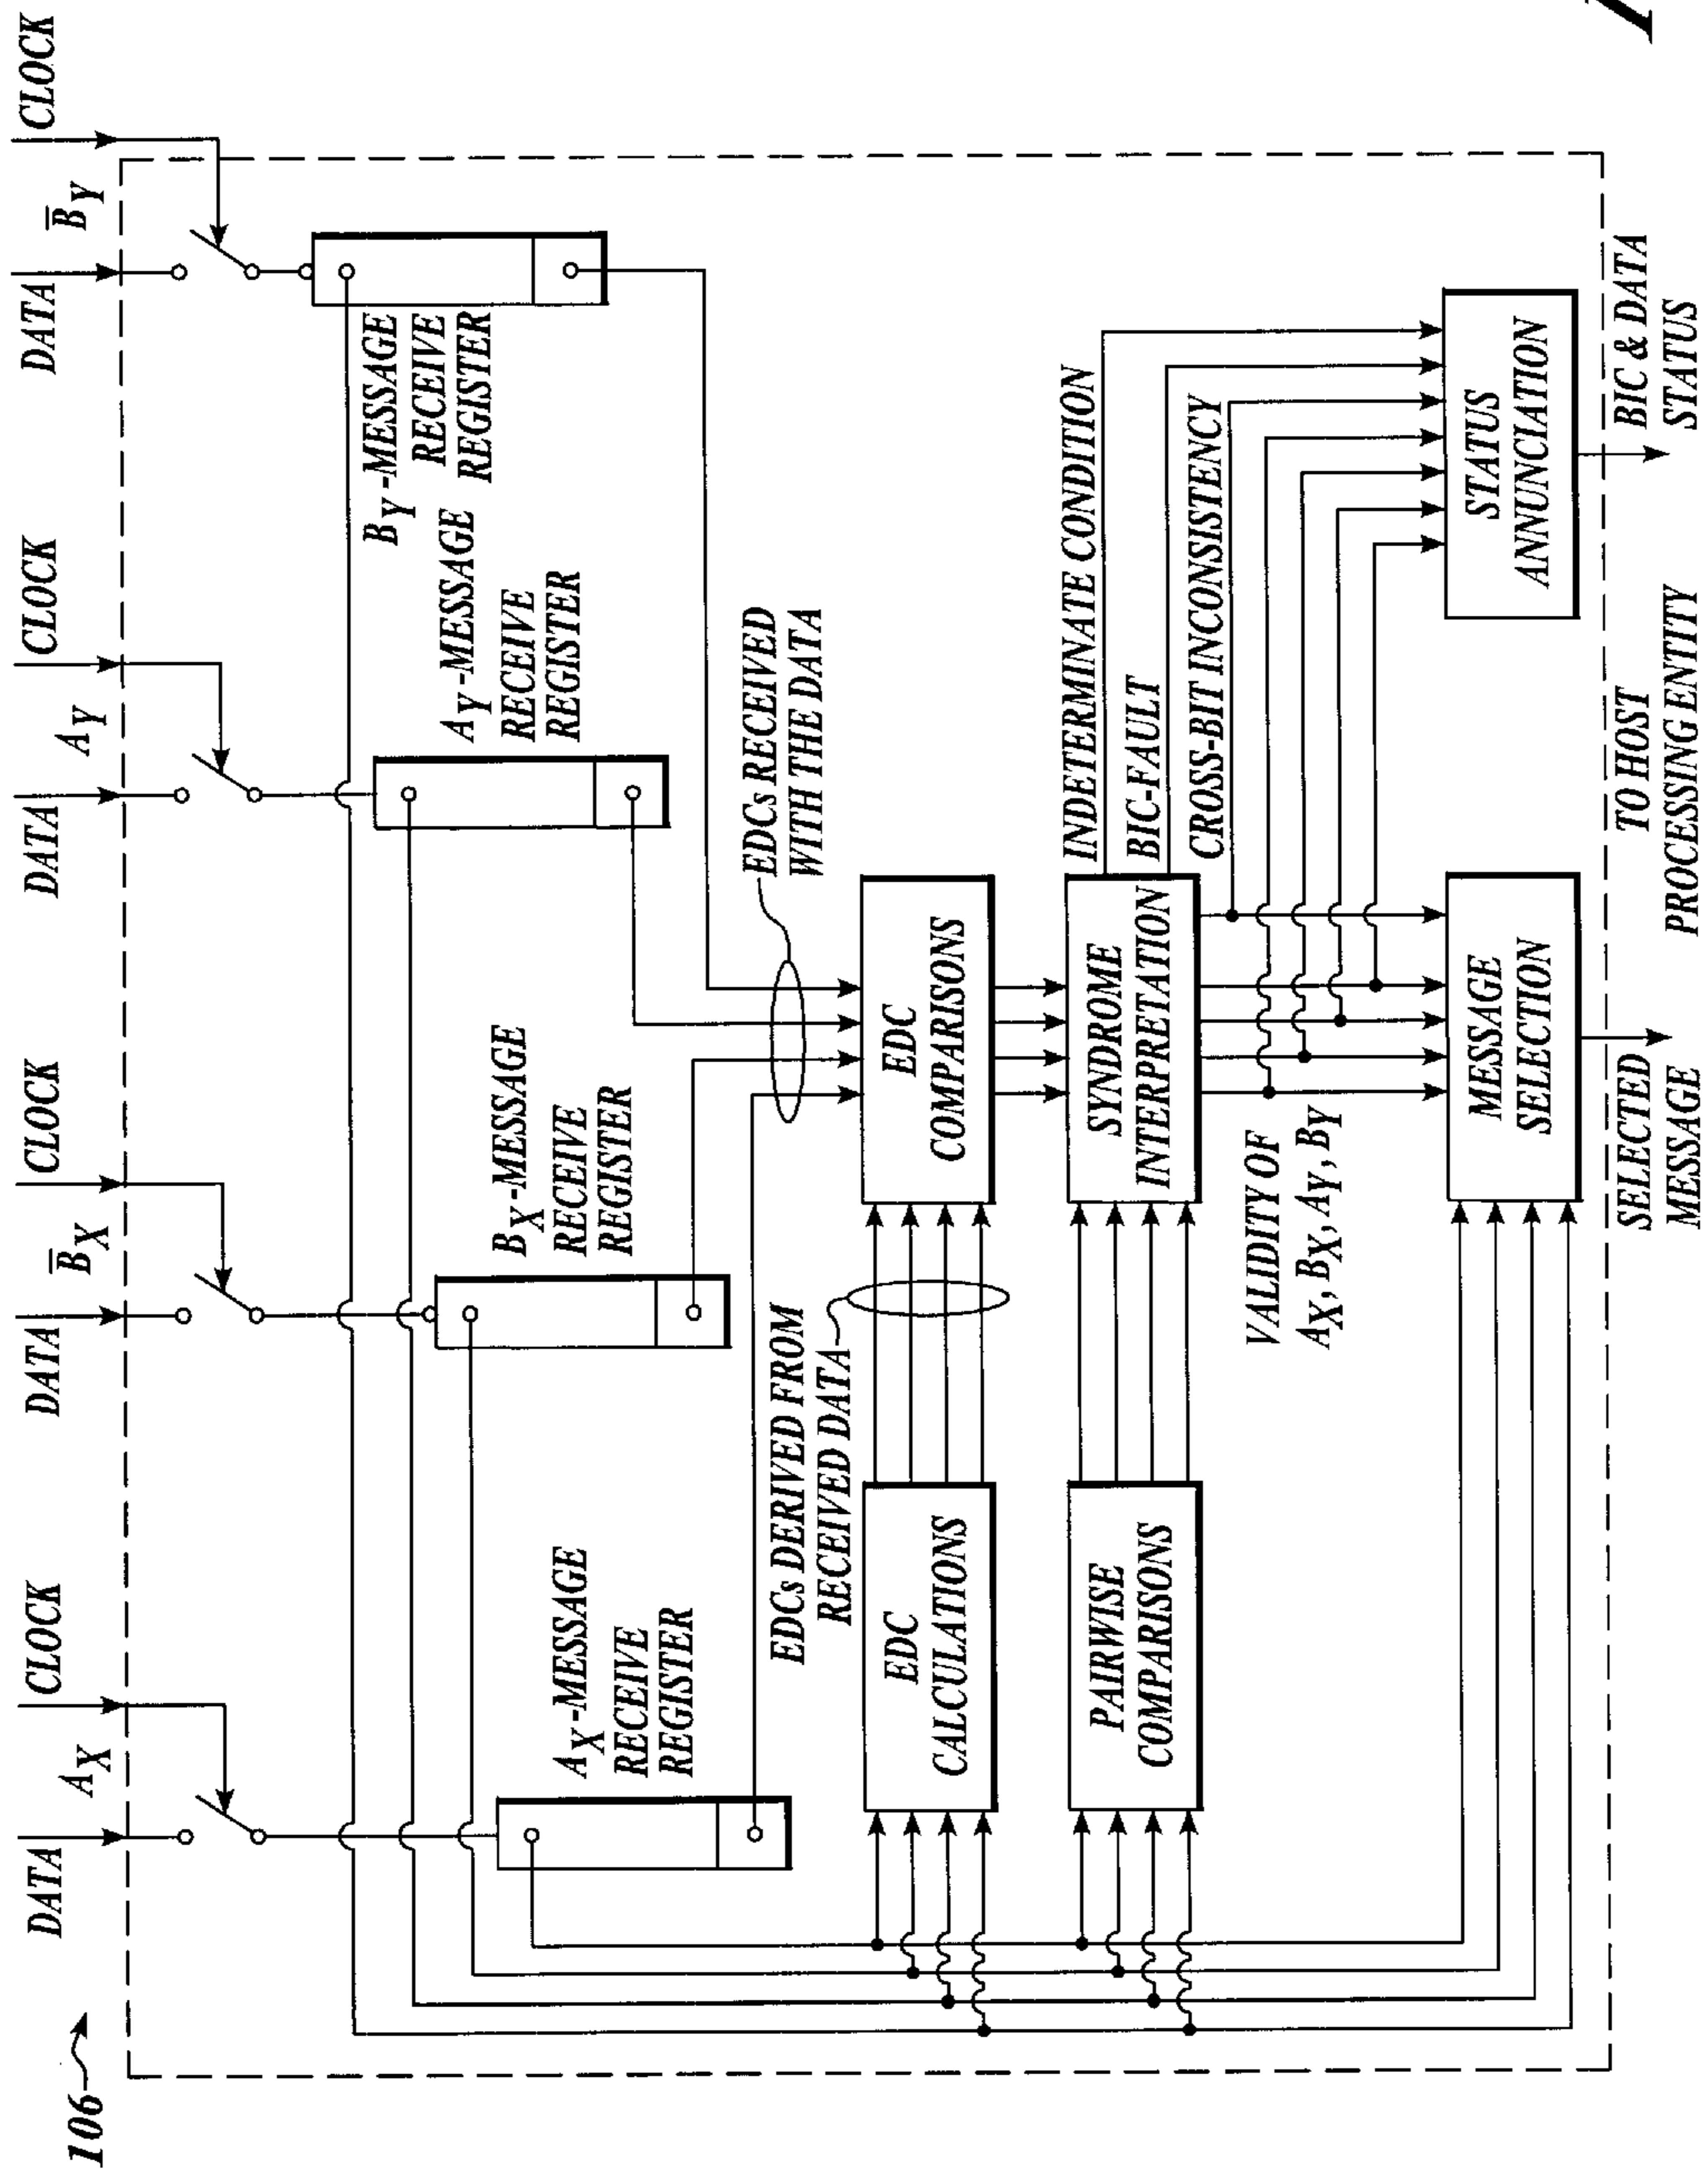 106
DATA
A_X
CLOCK
DATA
B̅_X
CLOCK
DATA
A_Y
CLOCK
DATA
B̅_Y
CLOCK
A_X-MESSAGE
RECEIVE
REGISTER
B_X-MESSAGE
RECEIVE
REGISTER
A_Y-MESSAGE
RECEIVE
REGISTER
B_Y-MESSAGE
RECEIVE
REGISTER
EDCs DERIVED FROM
RECEIVED DATA
EDCs RECEIVED
WITH THE DATA
EDC
CALCULATIONS
EDC
COMPARISONS
PAIRWISE
COMPARISONS
SYNDROME
INTERPRETATION
INDETERMINATE CONDITION
BIC-FAULT
CROSS-BIT INCONSISTENCY
VALIDITY OF
A_X, B_X, A_Y, B_Y
MESSAGE
SELECTION
STATUS
ANNUNCIATION
SELECTED
MESSAGE
TO HOST
PROCESSING ENTITY
BIC & DATA
STATUS